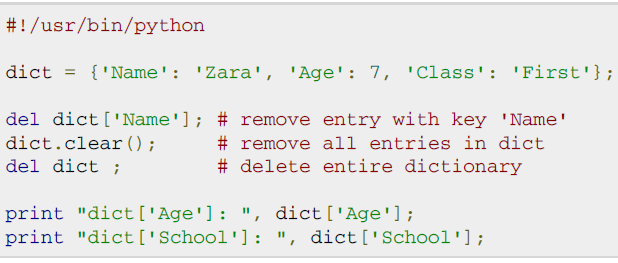 #!/usr/bin/python
dict = {'Name': 'Zara', 'Age': 7, 'Class': 'First'};
del dict['Name']; # remove entry with key 'Name'
dict.clear();     # remove all entries in dict
del dict ;        # delete entire dictionary
print "dict['Age']: ", dict['Age'];
print "dict['School']: ", dict['School'];